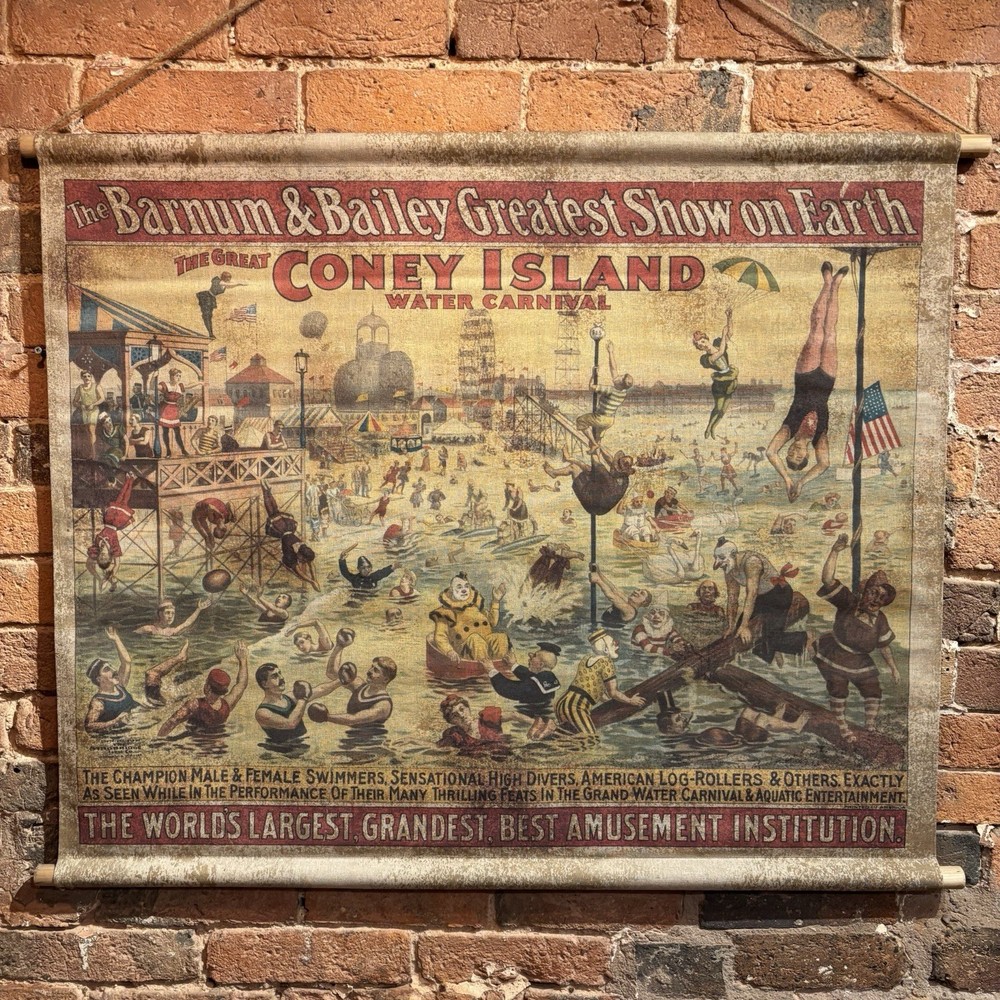 The Barnum & Bailey Greatest Show on Earth
THE GREAT CONEY ISLAND
WATER CARNIVAL
THE CHAMPION MALE & FEMALE SWIMMERS, SENSATIONAL HIGH DIVERS, AMERICAN LOG-ROLLERS & OTHERS, EXACTLY
AS SEEN WHILE IN THE PERFORMANCE OF THEIR MANY THRILLING FEATS IN THE GRAND WATER CARNIVAL & AQUATIC ENTERTAINMENT.
THE WORLD'S LARGEST, GRANDEST, BEST AMUSEMENT INSTITUTION.